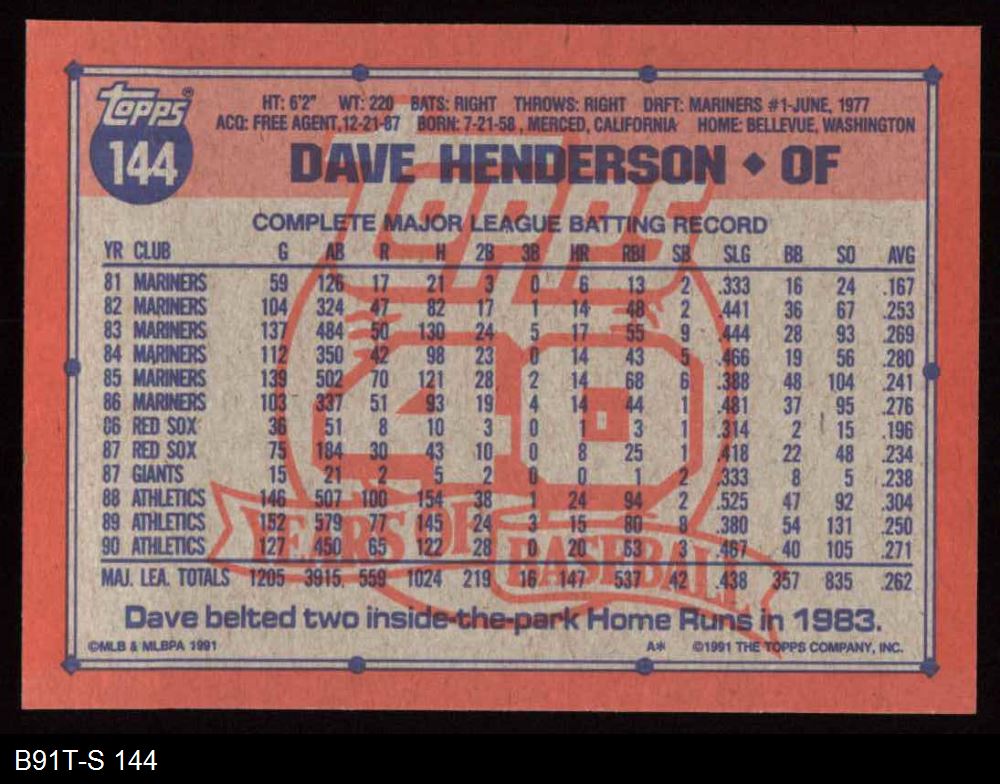 Topps®
144
HT: 6'2" WT: 220 BATS: RIGHT THROWS: RIGHT DRFT: MARINERS #1-JUNE, 1977
ACQ: FREE AGENT, 12-21-87 BORN: 7-21-58, MERCED, CALIFORNIA HOME: BELLEVUE, WASHINGTON
DAVE HENDERSON ◆ OF
COMPLETE MAJOR LEAGUE BATTING RECORD
YR CLUB G AB R H 2B 3B HR RBI SB SLG BB SO AVG
81 MARINERS 59 126 17 21 3 0 6 13 2 .333 16 24 .167
82 MARINERS 104 324 47 82 17 1 14 48 2 .441 36 67 .253
83 MARINERS 137 484 50 130 24 5 17 55 9 .444 28 93 .269
84 MARINERS 112 350 42 98 23 0 14 43 5 .466 19 56 .280
85 MARINERS 139 502 70 121 28 2 14 68 6 .388 48 104 .241
86 MARINERS 103 337 51 93 19 4 14 44 1 .481 37 95 .276
86 RED SOX 36 51 8 10 3 0 1 3 1 .314 2 15 .196
87 RED SOX 75 184 30 43 10 0 8 25 1 .418 22 48 .234
87 GIANTS 15 21 2 5 2 0 0 1 2 .333 8 5 .238
88 ATHLETICS 146 507 100 154 38 1 24 94 2 .525 47 92 .304
89 ATHLETICS 152 579 77 145 24 3 15 80 8 .380 54 131 .250
90 ATHLETICS 127 450 65 122 28 0 20 63 3 .467 40 105 .271
MAJ. LEA. TOTALS 1205 3915 559 1024 219 16 147 537 42 .438 357 835 .262
Topps
40
YEARS OF BASEBALL
Dave belted two inside-the-park Home Runs in 1983.
©MLB & MLBPA 1991 A* ©1991 THE TOPPS COMPANY, INC.
B91T-S 144